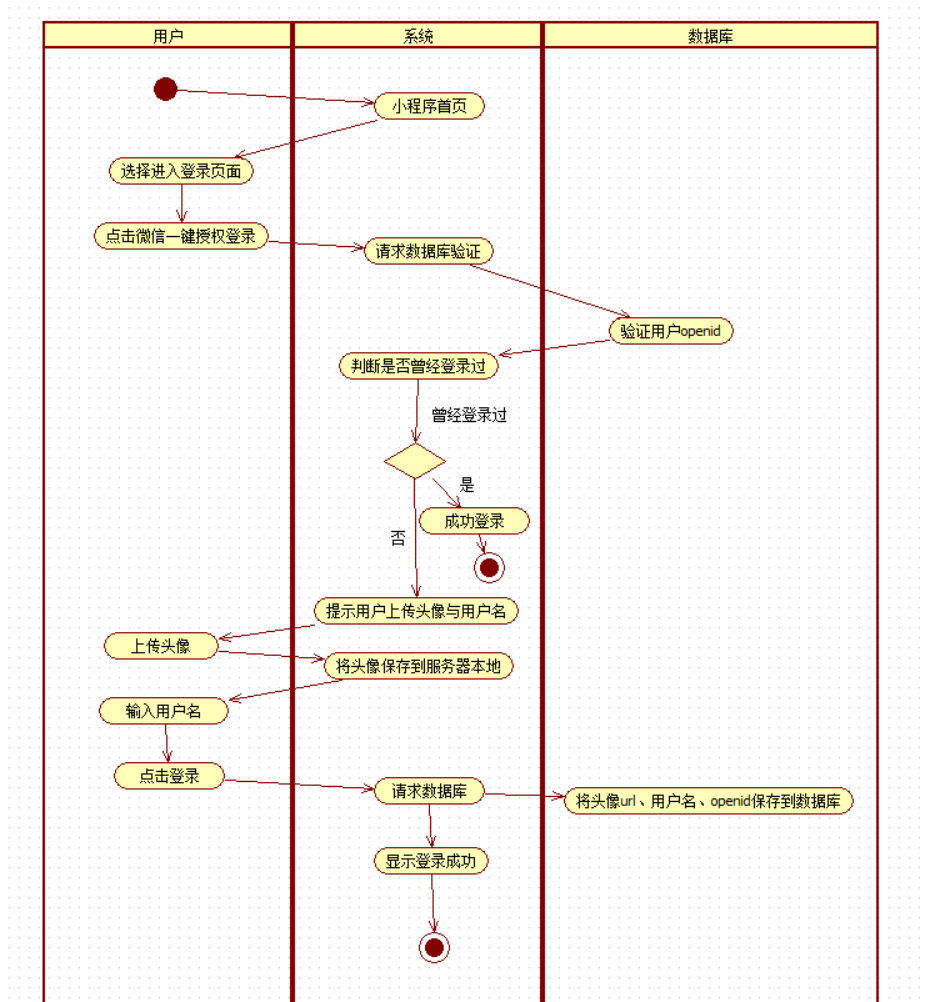 用户
系统
数据库
小程序首页
选择进入登录页面
点击微信一键授权登录
请求数据库验证
验证用户openid
判断是否曾经登录过
曾经登录过
是
成功登录
否
提示用户上传头像与用户名
上传头像
将头像保存到服务器本地
输入用户名
点击登录
请求数据库
将头像url、用户名、openid保存到数据库
显示登录成功